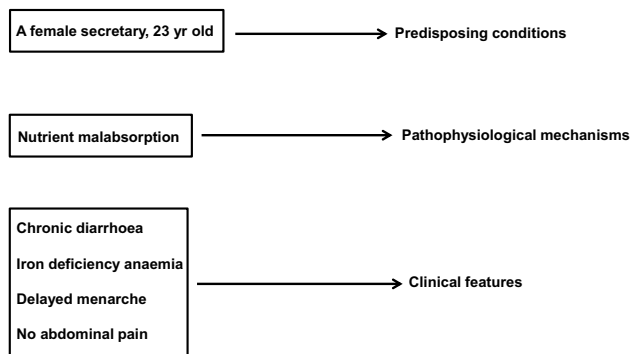 A female secretary, 23 yr old
Predisposing conditions
Nutrient malabsorption
Pathophysiological mechanisms
Chronic diarrhoea
Iron deficiency anaemia
Delayed menarche
No abdominal pain
Clinical features